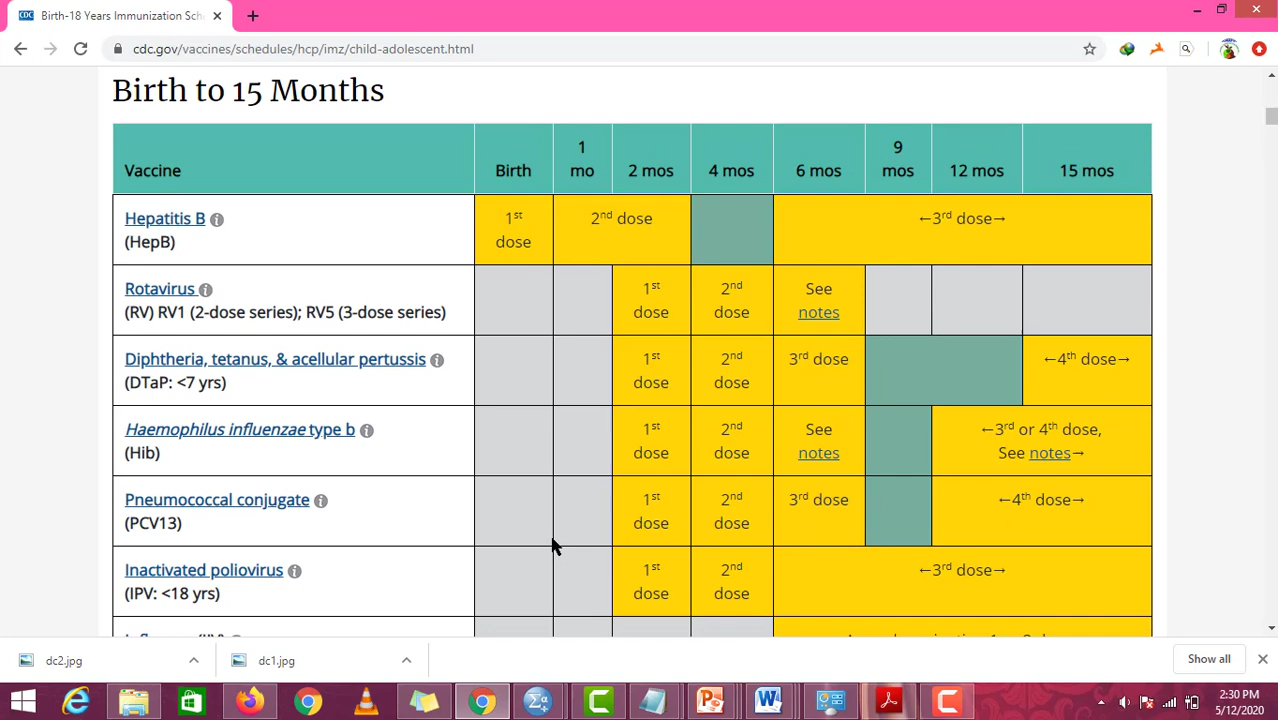 Birth-18 Years Immunization Sch
cdc.gov/vaccines/schedules/hcp/imz/child-adolescent.html
Birth to 15 Months
Vaccine Birth 1 mo 2 mos 4 mos 6 mos 9 mos 12 mos 15 mos
Hepatitis B 1st 2nd dose ←3rd dose→
(HepB) dose
Rotavirus 1st 2nd See
(RV) RV1 (2-dose series); RV5 (3-dose series) dose dose notes
Diphtheria, tetanus, & acellular pertussis 1st 2nd 3rd dose ←4th dose→
(DTaP: <7 yrs) dose dose
Haemophilus influenzae type b 1st 2nd See ←3rd or 4th dose,
(Hib) dose dose notes See notes→
Pneumococcal conjugate 1st 2nd 3rd dose ←4th dose→
(PCV13) dose dose
Inactivated poliovirus 1st 2nd ←3rd dose→
(IPV: <18 yrs) dose dose
dc2.jpg dc1.jpg Show all
2:30 PM
5/12/2020